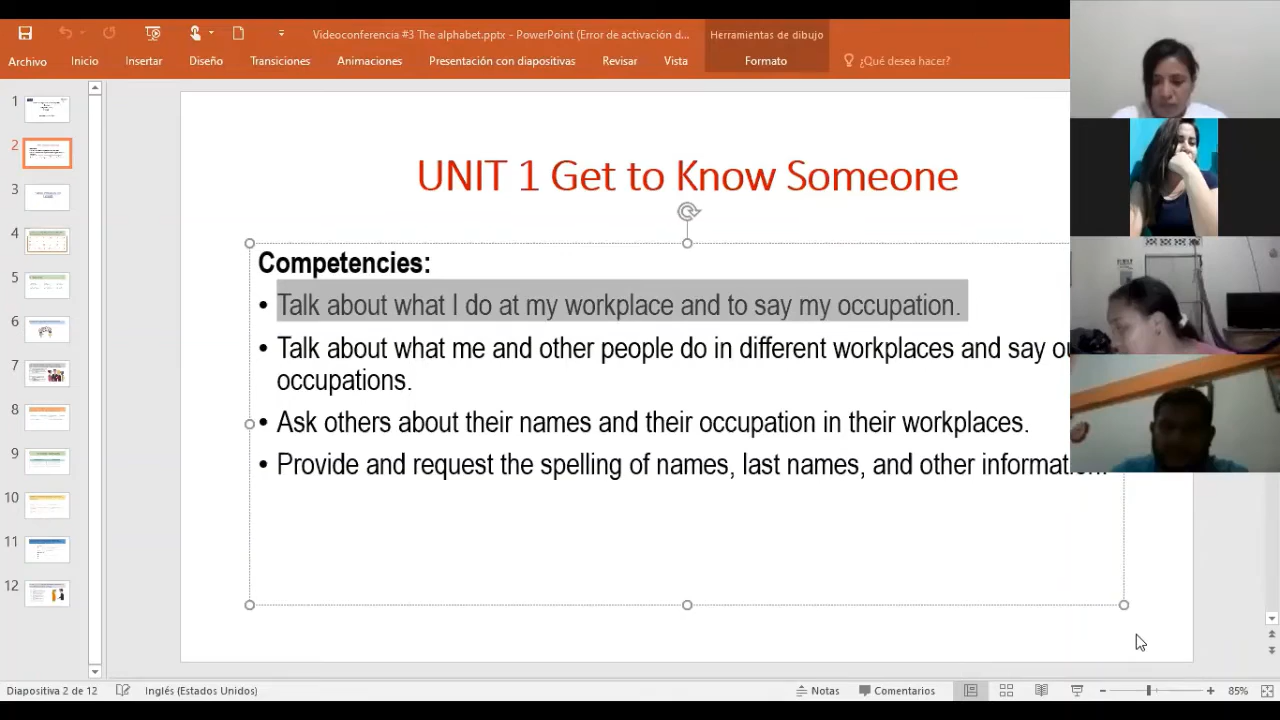 Videoconferencia #3 The alphabet.pptx - PowerPoint (Error de activación d...
Herramientas de dibujo
Archivo Inicio Insertar Diseño Transiciones Animaciones Presentación con diapositivas Revisar Vista Formato ¿Qué desea hacer?
1
2
3
4
5
6
7
8
9
10
11
12
UNIT 1 Get to Know Someone
Competencies:
• Talk about what I do at my workplace and to say my occupation.
• Talk about what me and other people do in different workplaces and say
occupations.
• Ask others about their names and their occupation in their workplaces.
• Provide and request the spelling of names, last names, and other information.
Diapositiva 2 de 12 Inglés (Estados Unidos) Notas Comentarios 85%